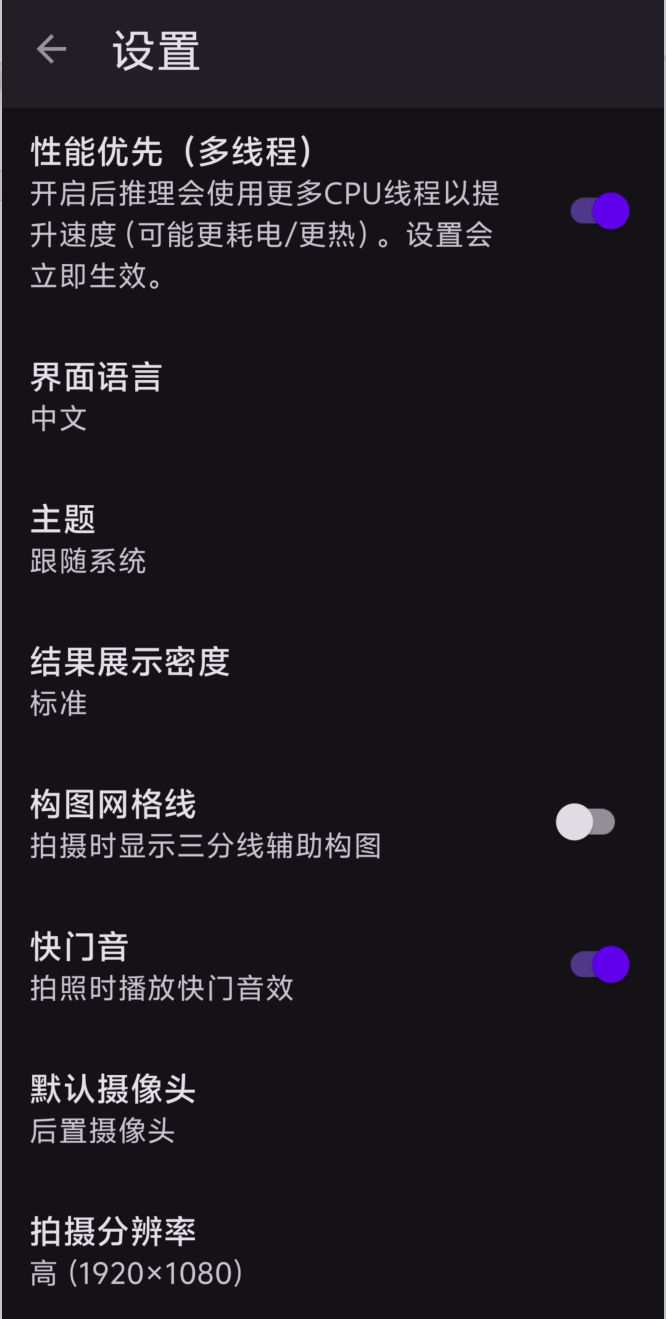 设置
性能优先（多线程）
开启后推理会使用更多CPU线程以提
升速度（可能更耗电/更热）。设置会
立即生效。
界面语言
中文
主题
跟随系统
结果展示密度
标准
构图网格线
拍摄时显示三分线辅助构图
快门音
拍照时播放快门音效
默认摄像头
后置摄像头
拍摄分辨率
高（1920×1080）